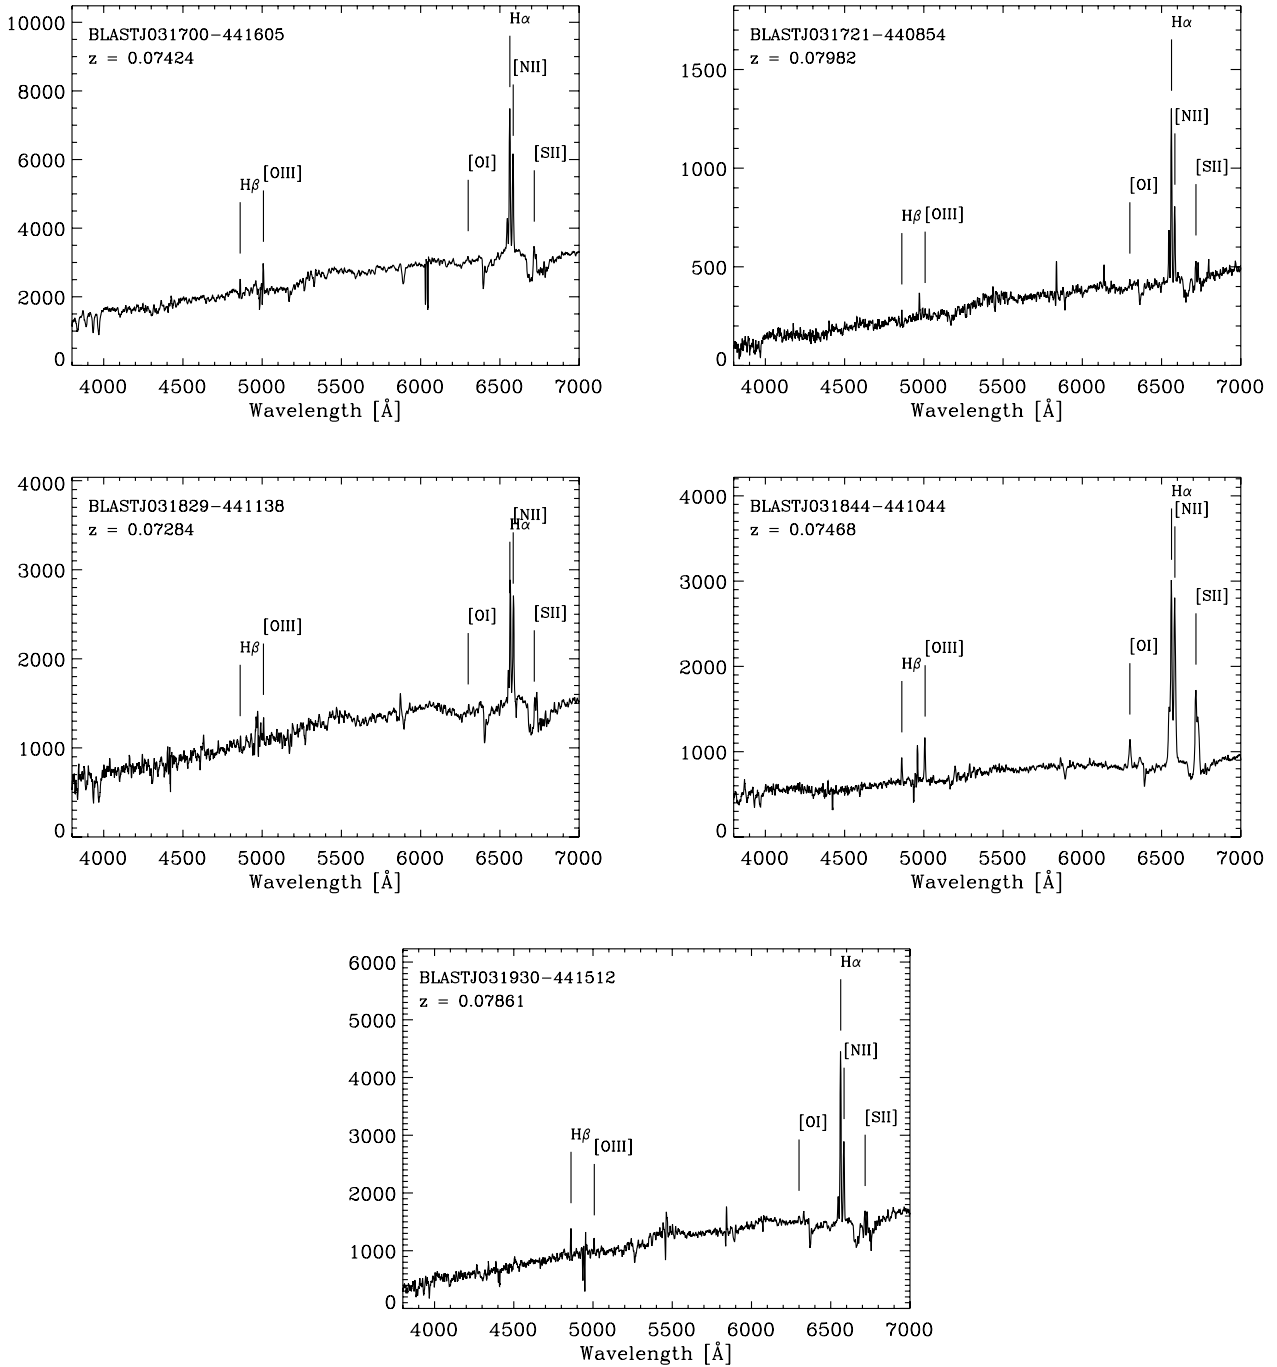 BLASTJ031700-441605
z = 0.07424
Hα
[NII]
[SII]
[OI]
Hβ [OIII]
10000
8000
6000
4000
2000
0
4000 4500 5000 5500 6000 6500 7000
Wavelength [Å]
BLASTJ031721-440854
z = 0.07982
Hα
[NII]
[SII]
[OI]
Hβ [OIII]
1500
1000
500
0
4000 4500 5000 5500 6000 6500 7000
Wavelength [Å]
BLASTJ031829-441138
z = 0.07284
[NII]
Hα
[OI] [SII]
Hβ [OIII]
4000
3000
2000
1000
0
4000 4500 5000 5500 6000 6500 7000
Wavelength [Å]
BLASTJ031844-441044
z = 0.07468
Hα
[NII]
[SII]
[OI]
Hβ [OIII]
4000
3000
2000
1000
0
4000 4500 5000 5500 6000 6500 7000
Wavelength [Å]
BLASTJ031930-441512
z = 0.07861
Hα
[NII]
[OI] [SII]
Hβ [OIII]
6000
5000
4000
3000
2000
1000
0
4000 4500 5000 5500 6000 6500 7000
Wavelength [Å]